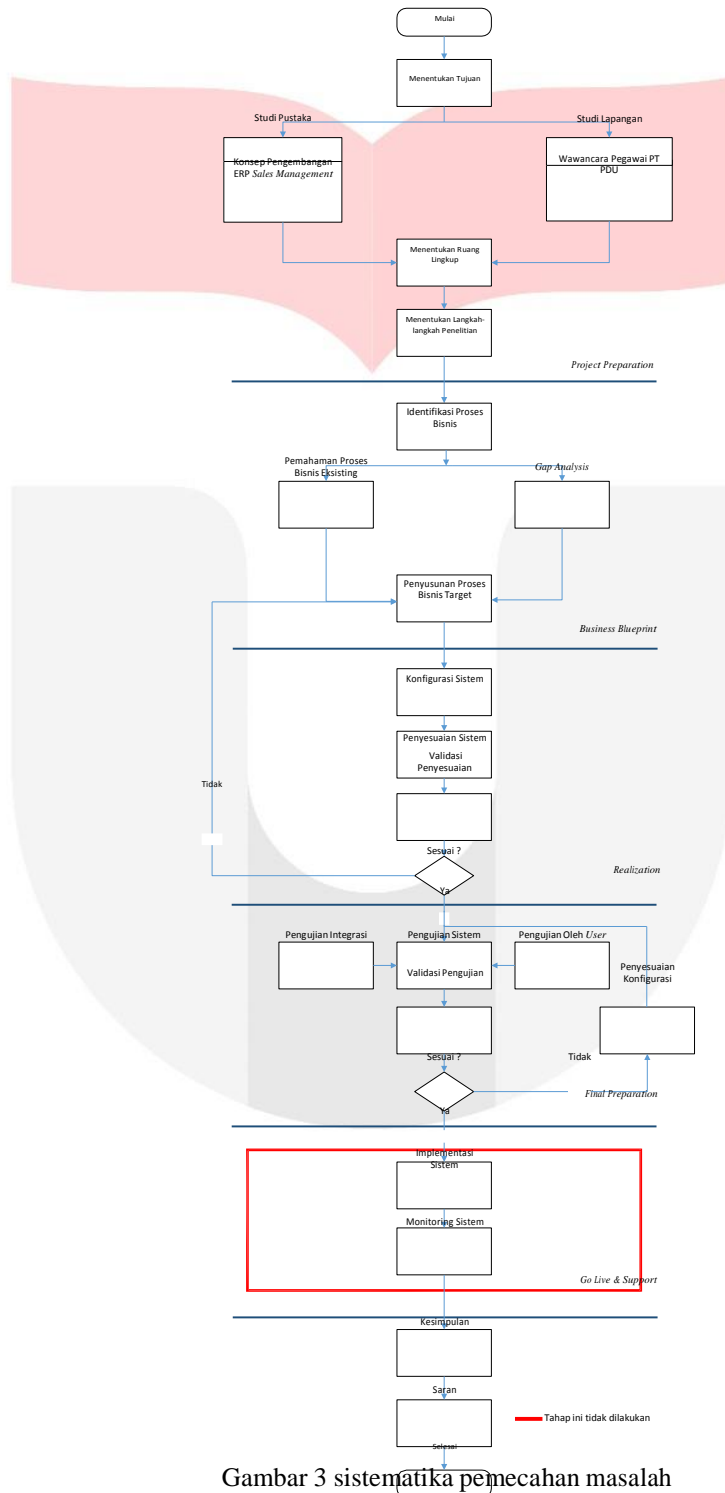 Mulai
Menentukan Tujuan
Studi Pustaka
Studi Lapangan
Konsep Pengembangan
ERP Sales Management
Wawancara Pegawai PT
PDU
Menentukan Ruang
Lingkup
Menentukan Langkah-
langkah Penelitian
Project Preparation
Identifikasi Proses
Bisnis
Pemahaman Proses
Bisnis Eksisting
Gap Analysis
Penyusunan Proses
Bisnis Target
Business Blueprint
Konfigurasi Sistem
Penyesuaian Sistem
Validasi
Penyesuaian
Tidak
Sesuai ?
Ya
Realization
Pengujian Integrasi
Pengujian Sistem
Pengujian Oleh User
Validasi Pengujian
Penyesuaian
Konfigurasi
Sesuai ?
Tidak
Ya
Final Preparation
Implementasi
Sistem
Monitoring Sistem
Go Live & Support
Kesimpulan
Saran
Tahap ini tidak dilakukan
Selesai
Gambar 3 sistematika pemecahan masalah